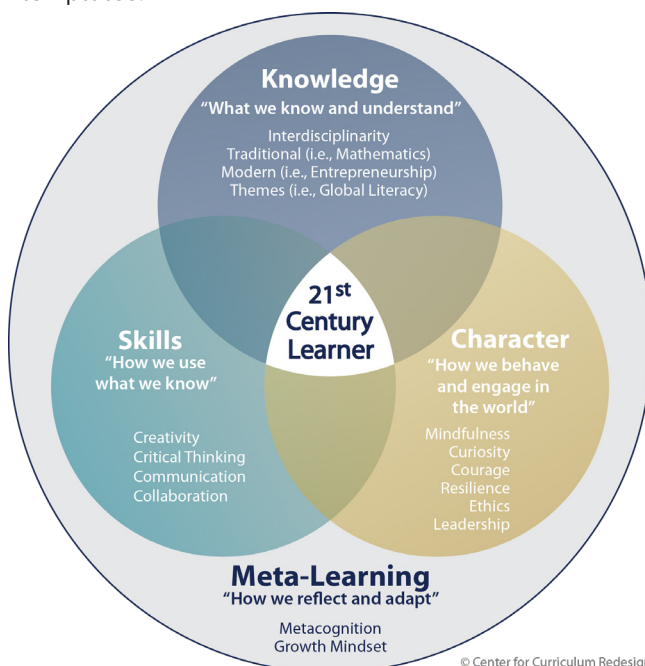 Knowledge
“What we know and understand”
Interdisciplinarity
Traditional (i.e., Mathematics)
Modern (i.e., Entrepreneurship)
Themes (i.e., Global Literacy)
21st
Century
Learner
Skills
“How we use
what we know”
Creativity
Critical Thinking
Communication
Collaboration
Character
“How we behave
and engage in
the world”
Mindfulness
Curiosity
Courage
Resilience
Ethics
Leadership
Meta-Learning
“How we reflect and adapt”
Metacognition
Growth Mindset
© Center for Curriculum Redesign